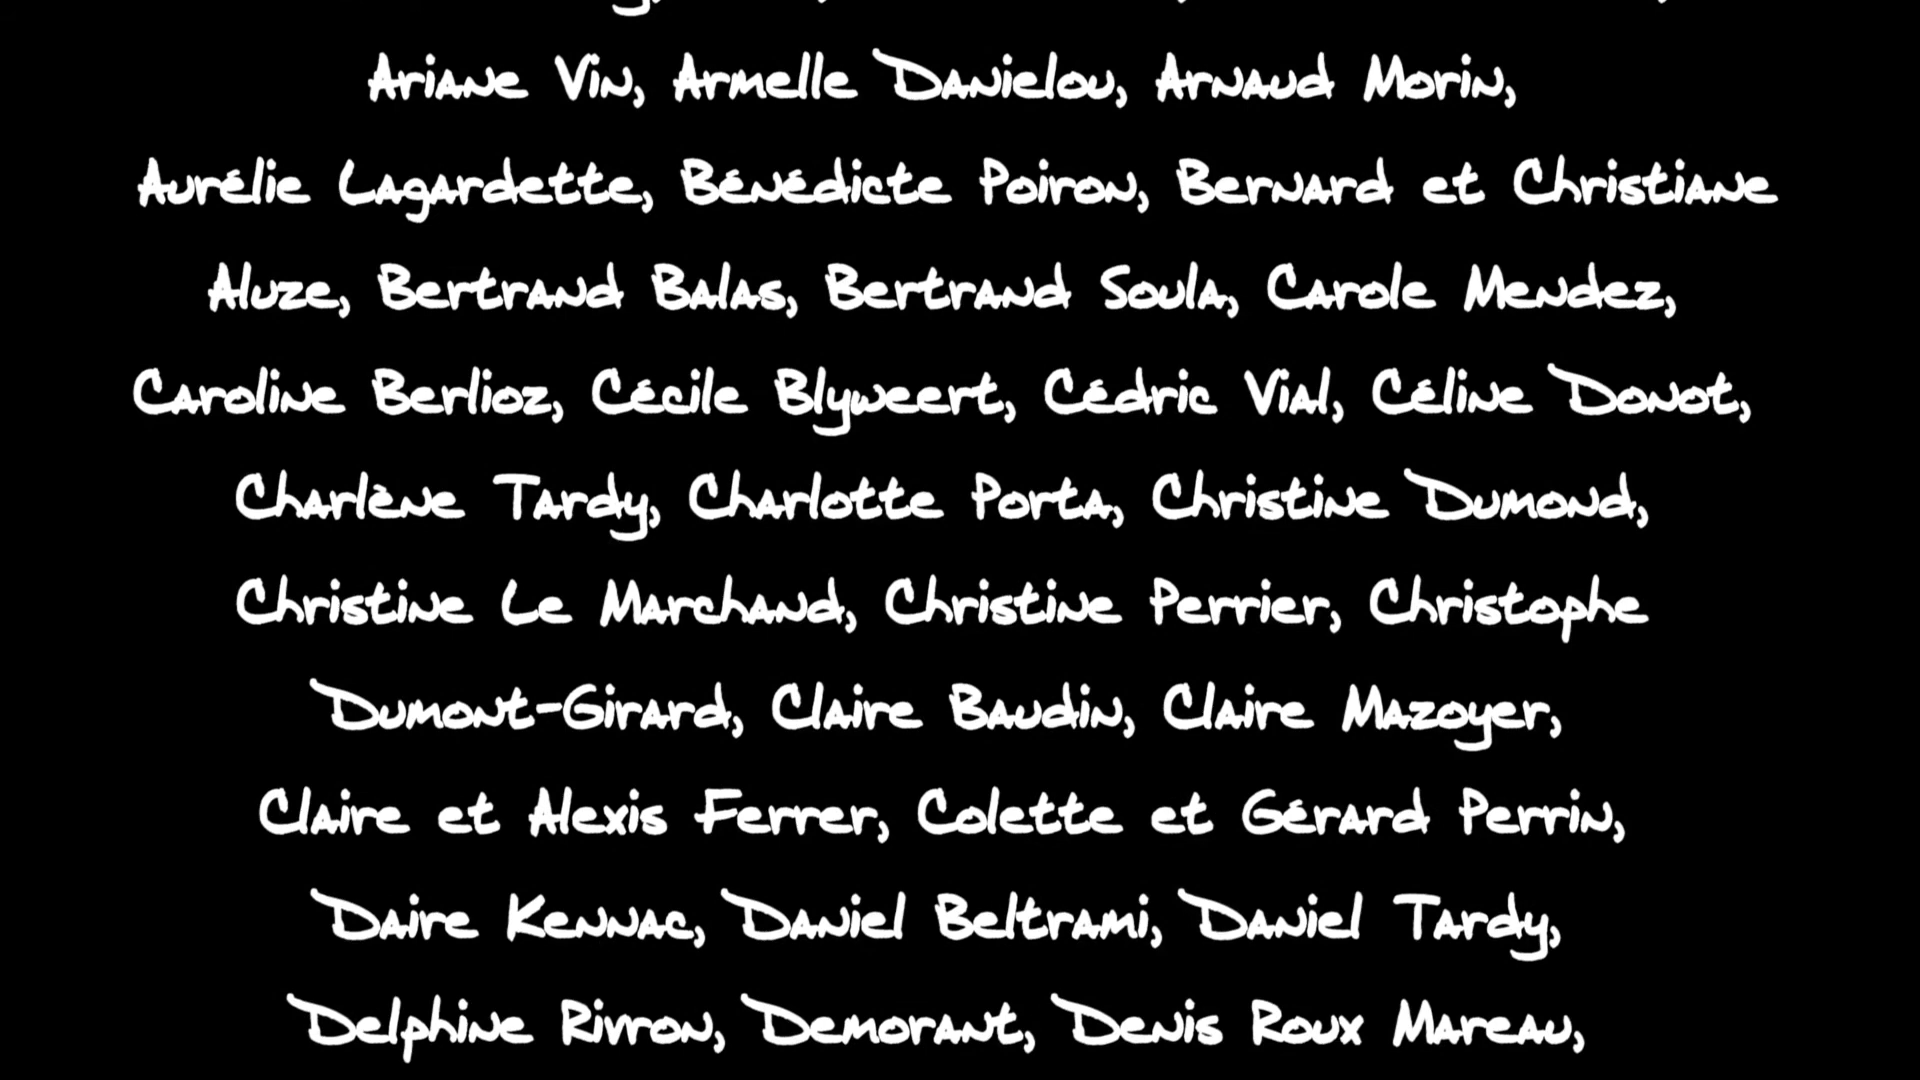 Ariane Vin, Armelle Danielou, Arnaud Morin,
Aurélie Lagardette, Bénédicte Poiron, Bernard et Christiane
Aluze, Bertrand Balas, Bertrand Soula, Carole Mendez,
Caroline Berlioz, Cécile Blyweert, Cédric Vial, Céline Donot,
Charlène Tardy, Charlotte Porta, Christine Dumond,
Christine Le Marchand, Christine Perrier, Christophe
Dumont-Girard, Claire Baudin, Claire Mazoyer,
Claire et Alexis Ferrer, Colette et Gérard Perrin,
Daire Kennac, Daniel Beltrami, Daniel Tardy,
Delphine Rivron, Demorant, Denis Roux Mareau,